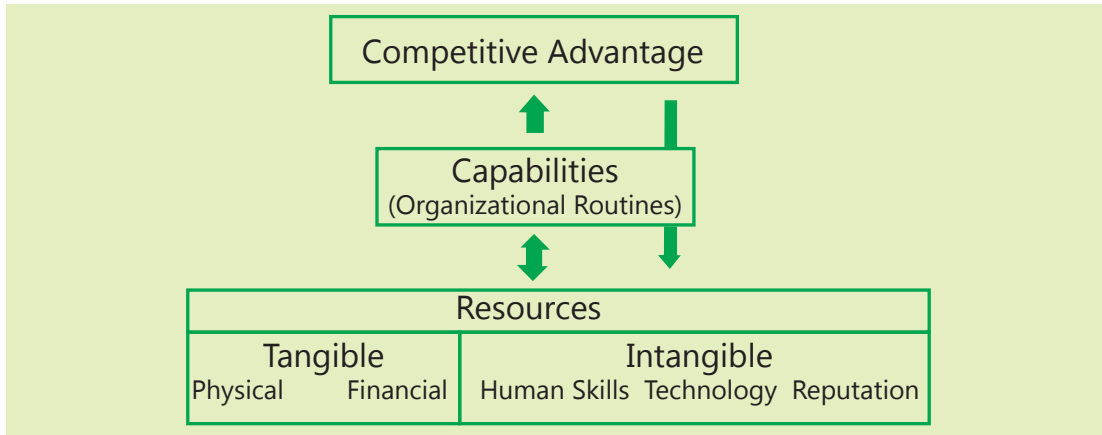 Competitive Advantage
Capabilities
(Organizational Routines)
Resources
Tangible
Physical Financial
Intangible
Human Skills Technology Reputation